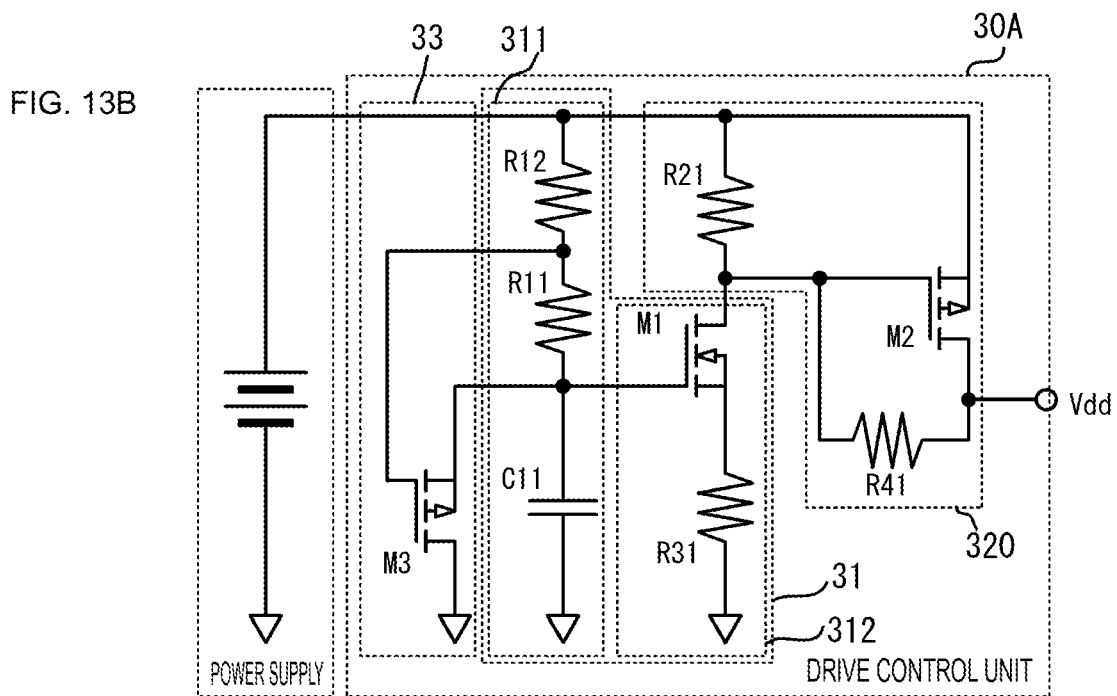 FIG. 13B
33
311
30A
R12
R21
R11
M1
M2
Vdd
C11
R41
M3
R31
320
31
312
POWER SUPPLY
DRIVE CONTROL UNIT